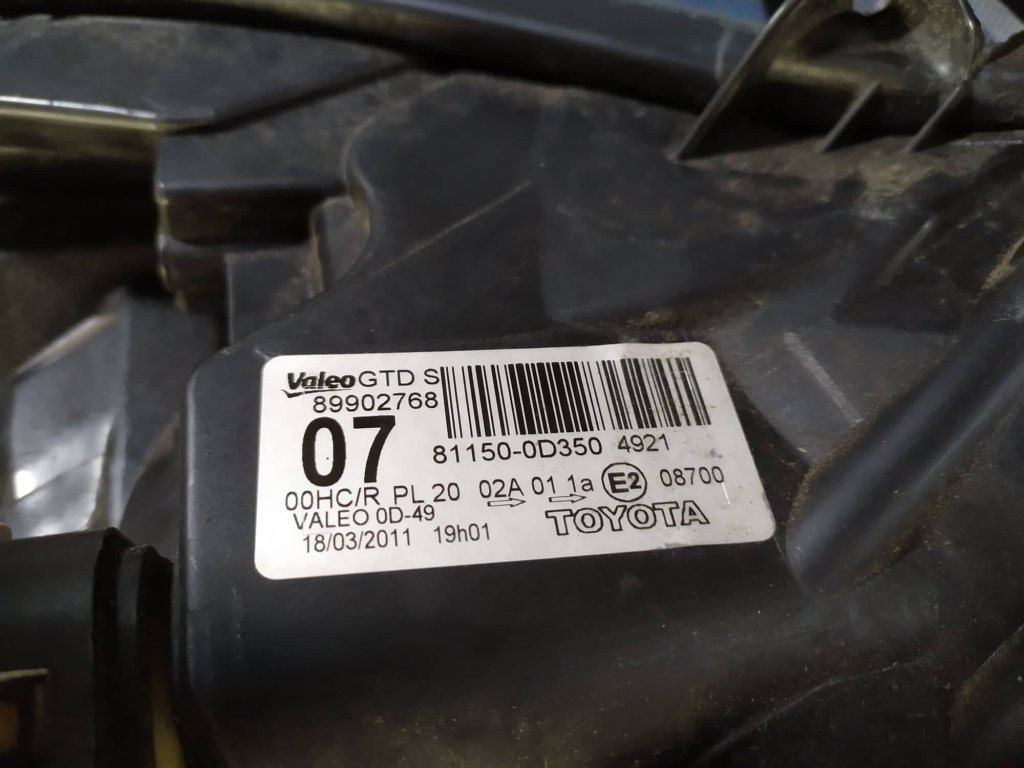 Valeo GTD S
89902768
07
81150-0D350 4921
00HC/R PL 20 02A 01 1a E2 08700
VALEO 0D-49
TOYOTA
18/03/2011 19h01